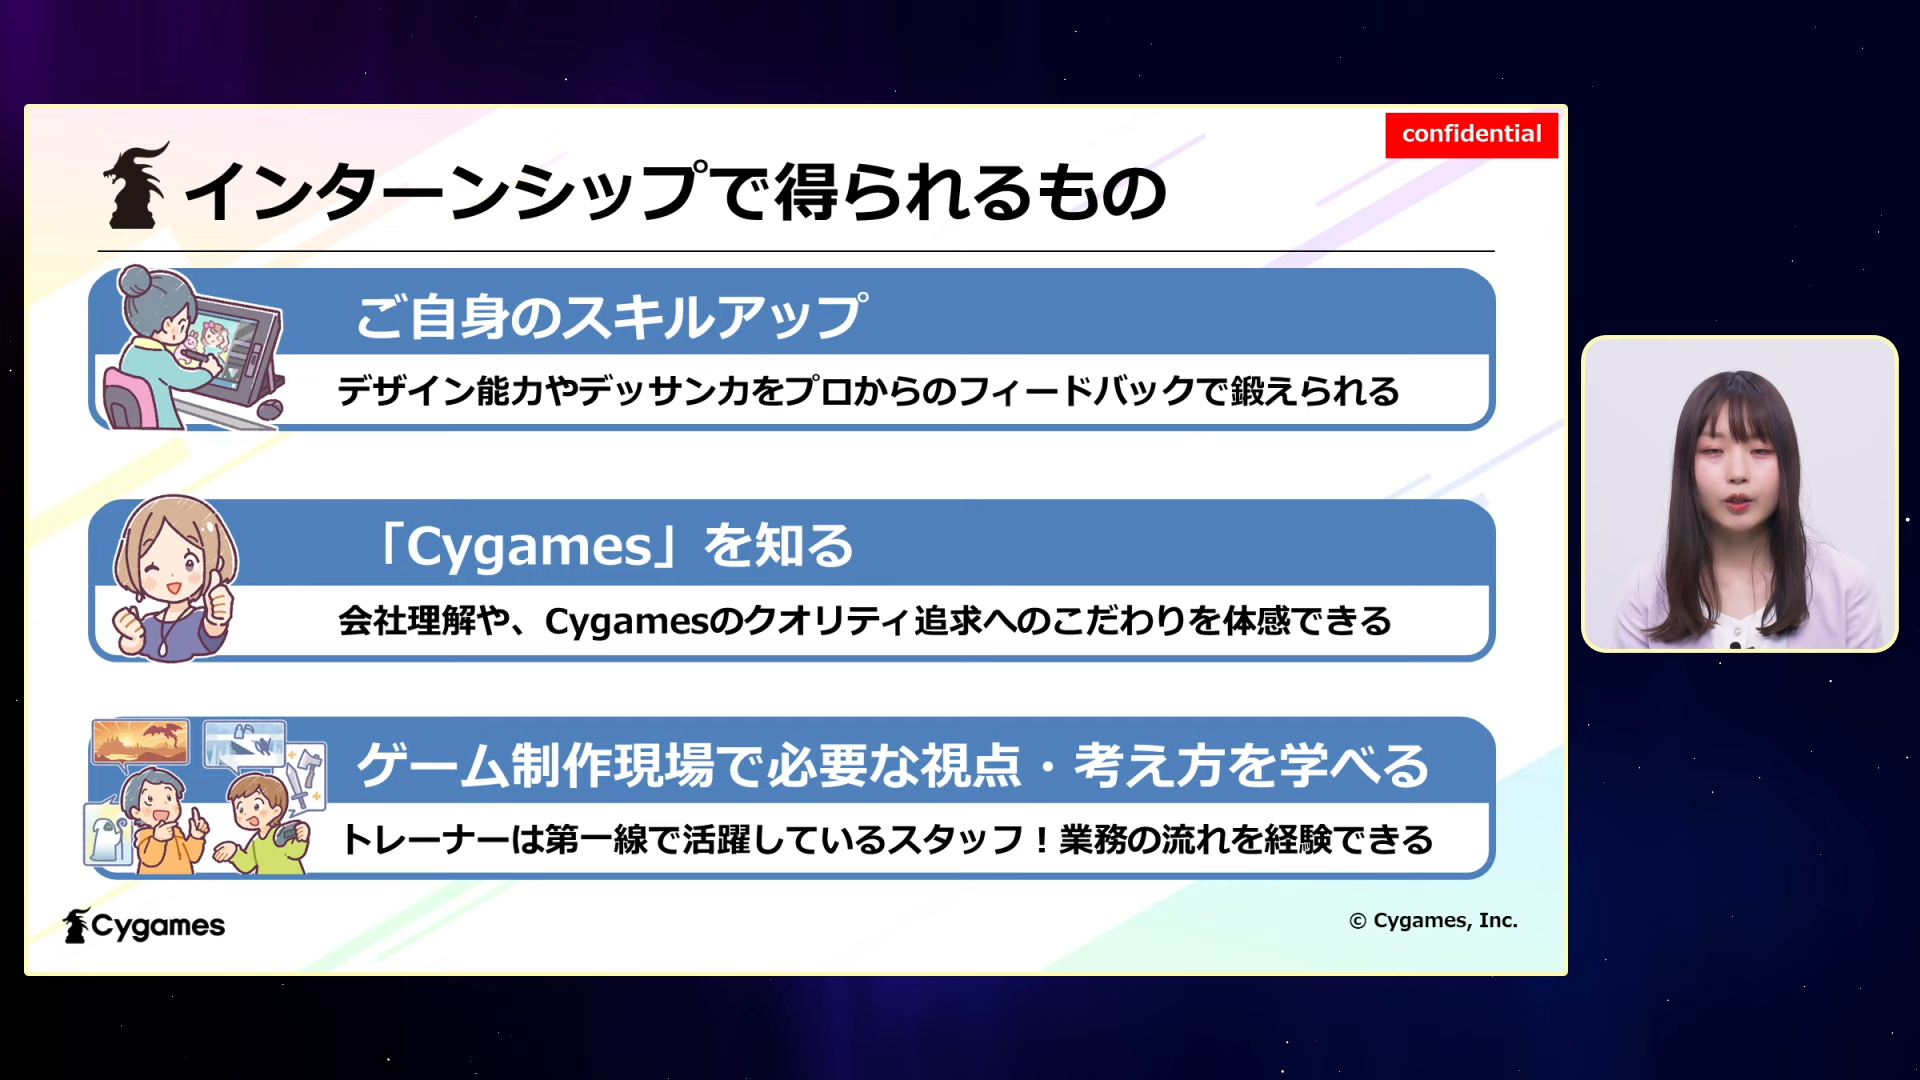 confidential
インターンシップで得られるもの
ご自身のスキルアップ
デザイン能力やデッサン力をプロからのフィードバックで鍛えられる
「Cygames」を知る
会社理解や、Cygamesのクオリティ追求へのこだわりを体感できる
ゲーム制作現場で必要な視点・考え方を学べる
トレーナーは第一線で活躍しているスタッフ！業務の流れを経験できる
Cygames
© Cygames, Inc.